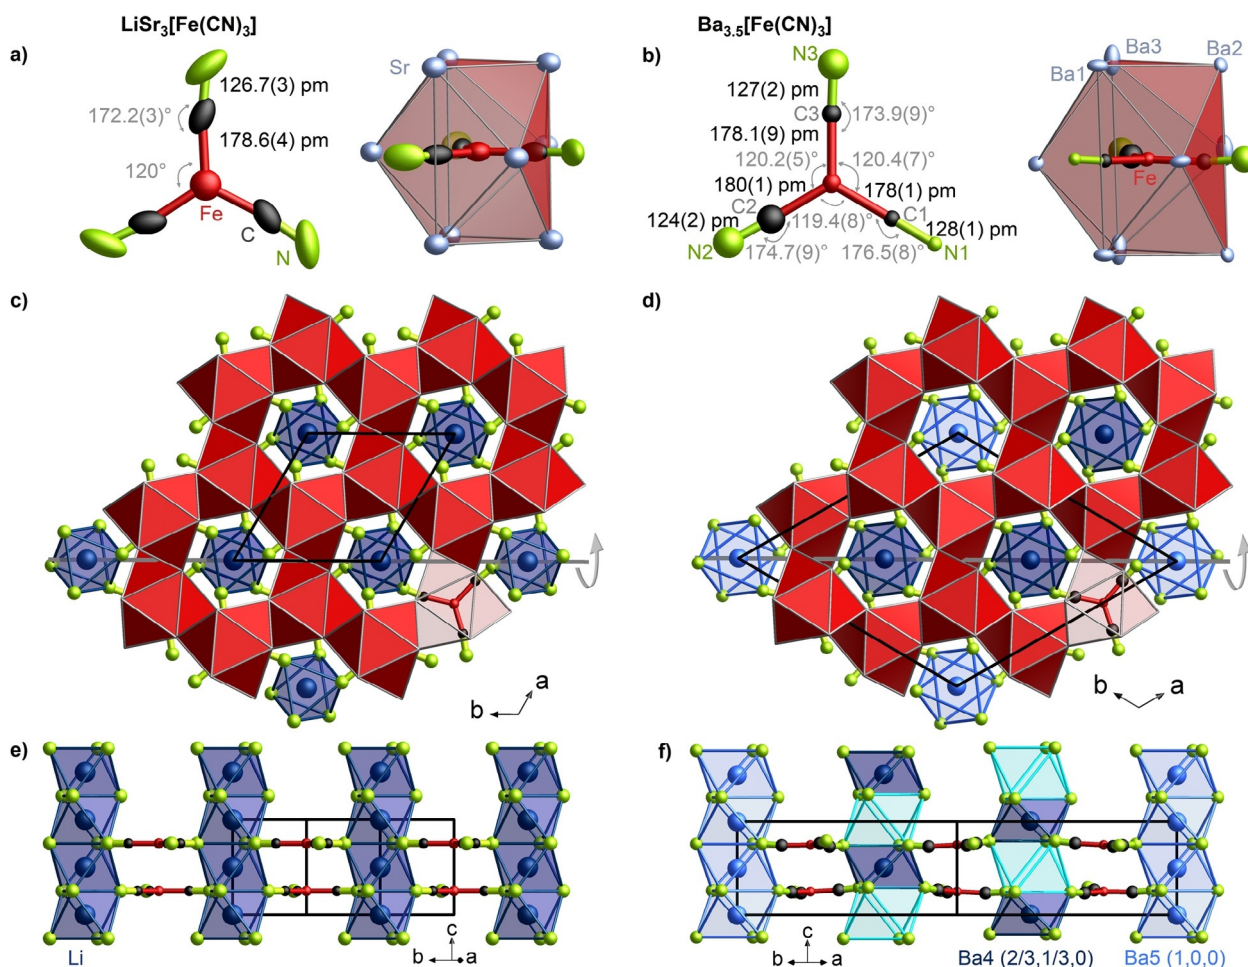 LiSr3[Fe(CN)3]
Ba3.5[Fe(CN)3]
a)
Sr
126.7(3) pm
172.2(3)°
178.6(4) pm
120°
Fe
C
N
b)
N3
127(2) pm
C3
173.9(9)°
178.1(9) pm
120.2(5)°
120.4(7)°
180(1) pm
178(1) pm
C2
C1
124(2) pm
119.4(8)°
128(1) pm
N2
174.7(9)°
176.5(8)°
N1
Ba3
Ba2
Ba1
Fe
c)
b
a
d)
b
a
e)
Li
c
b
a
f)
c
b
a
Ba4 (2/3,1/3,0)
Ba5 (1,0,0)